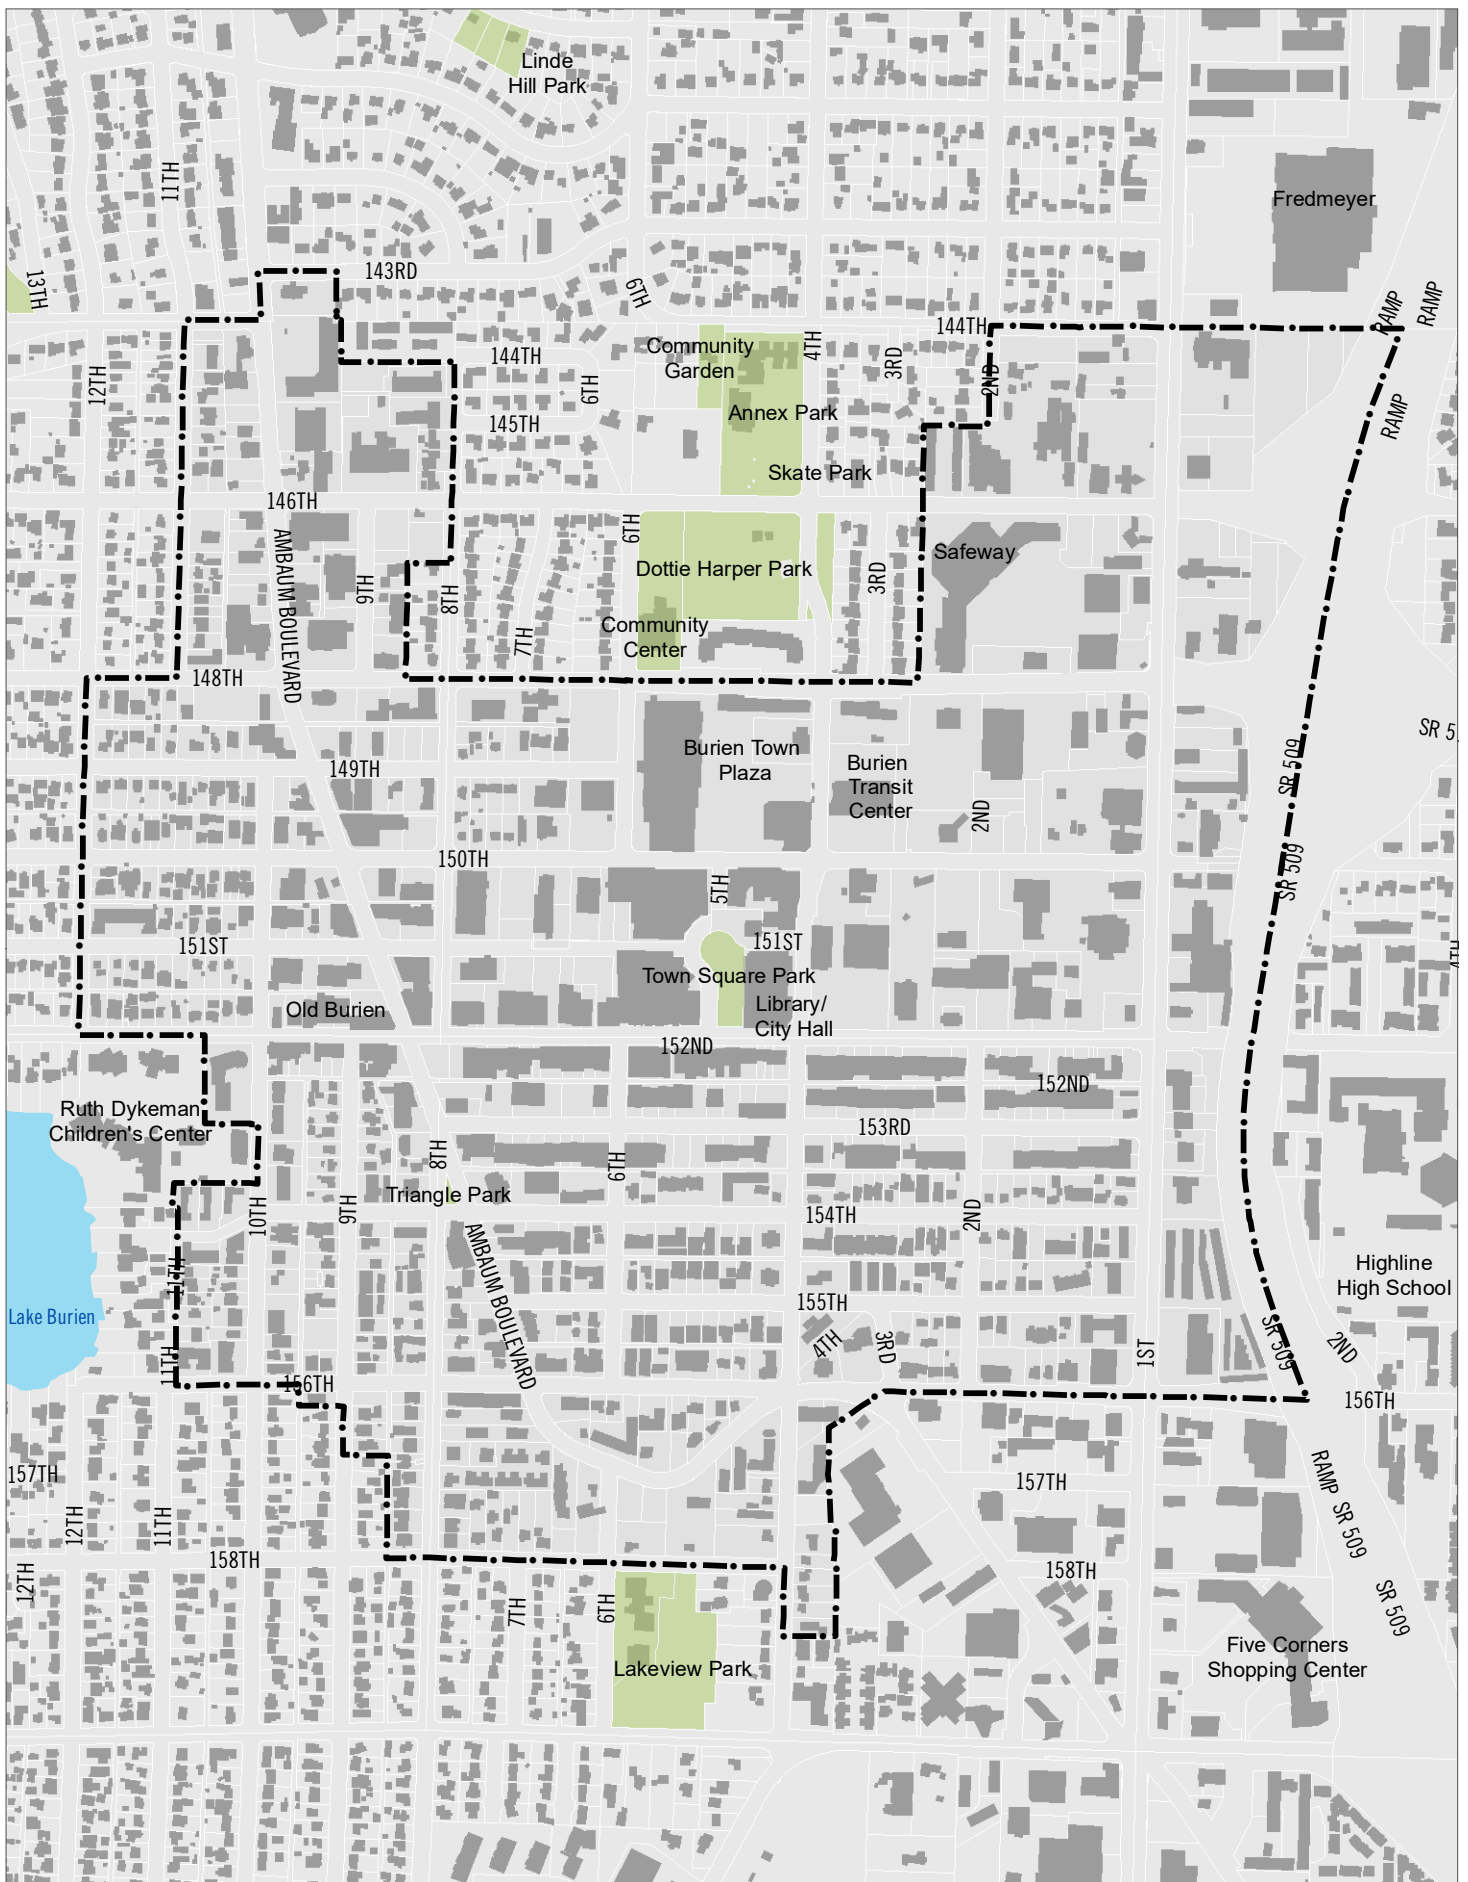 Linde
Hill Park
11TH
Fredmeyer
13TH
143RD
6TH
RAMP
RAMP
144TH
4TH
Community
Garden
144TH
3RD
2ND
12TH
6TH
RAMP
Annex Park
145TH
Skate Park
146TH
6TH
AMBAUM BOULEVARD
Safeway
Dottie Harper Park
9TH
8TH
3RD
7TH
Community
Center
148TH
SR 5
Burien Town
Plaza
149TH
Burien
Transit
Center
SR 509
2ND
150TH
SR 509
5TH
151ST
151ST
4TH
Town Square Park
Old Burien
Library/
City Hall
152ND
152ND
Ruth Dykeman
Children's Center
153RD
8TH
6TH
Triangle Park
10TH
9TH
154TH
2ND
AMBAUM BOULEVARD
11TH
Highline
High School
Lake Burien
155TH
4TH
3RD
1ST
SR 509
2ND
11TH
156TH
156TH
157TH
157TH
RAMP
SR 509
12TH
11TH
158TH
158TH
12TH
7TH
6TH
SR 509
Lakeview Park
Five Corners
Shopping Center